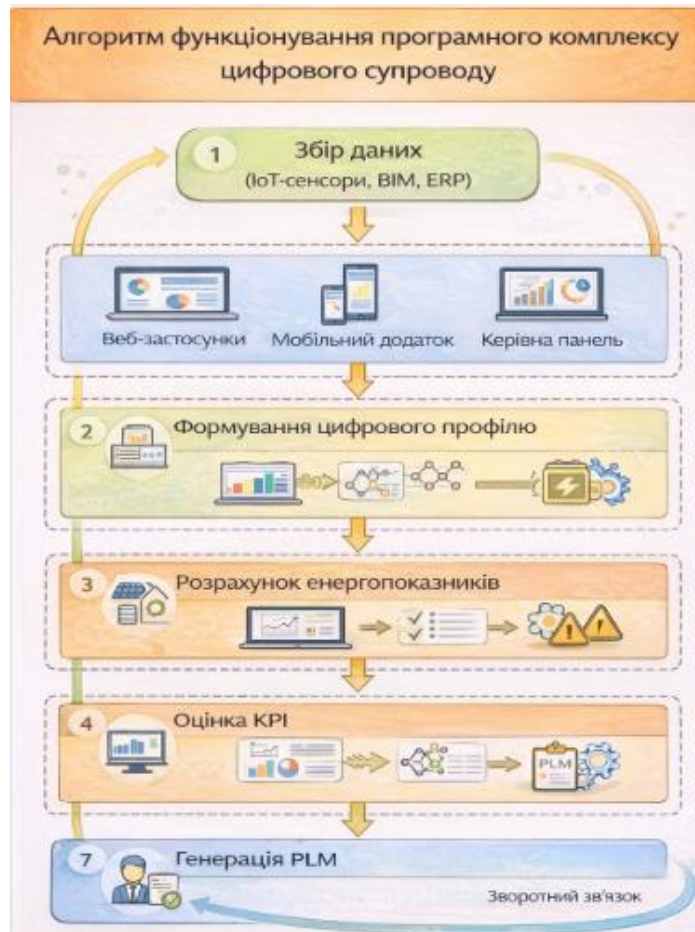 Алгоритм функціонування програмного комплексу
цифрового супроводу
1
Збір даних
(IoT-сенсори, BIM, ERP)
Веб-застосунки
Мобільний додаток
Керівна панель
2
Формування цифрового профілю
3
Розрахунок енергопоказників
4
Оцінка KPI
PLM
7
Генерація PLM
Зворотний зв'язок